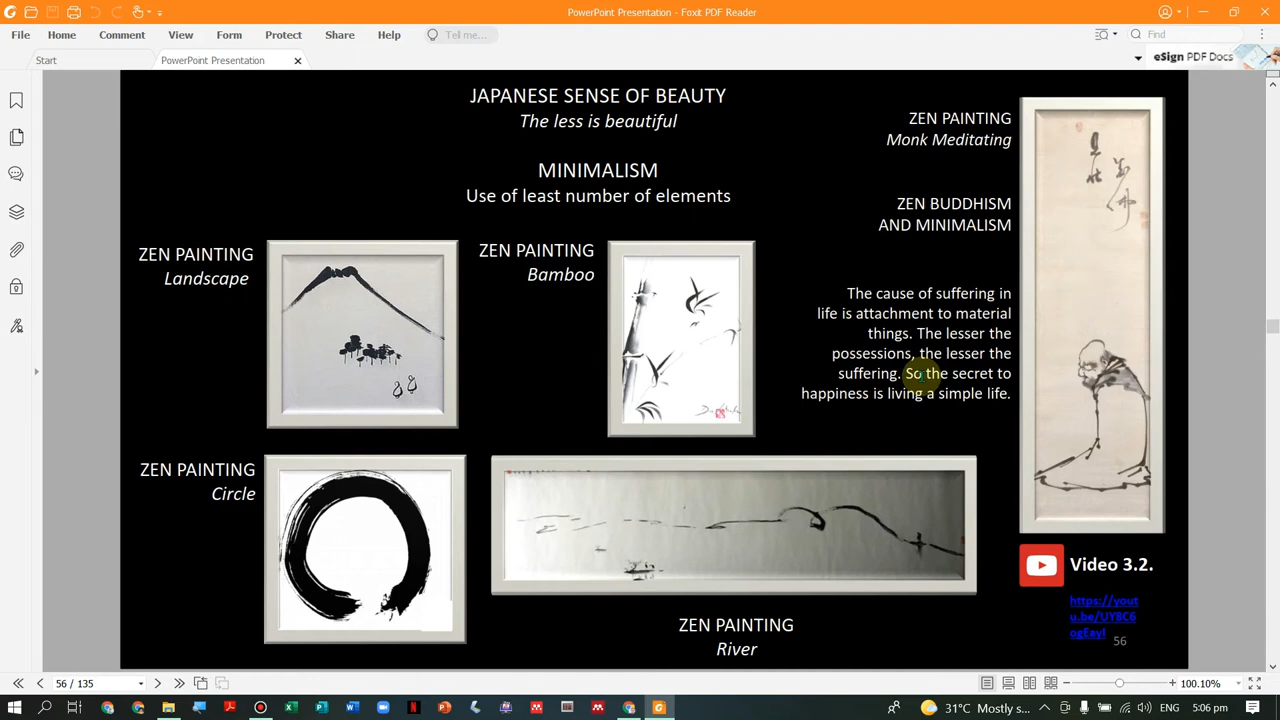 PowerPoint Presentation - Foxit PDF Reader
File Home Comment View Form Protect Share Help Tell me... Find
Start PowerPoint Presentation eSign PDF Docs
JAPANESE SENSE OF BEAUTY
The less is beautiful
MINIMALISM
Use of least number of elements
ZEN PAINTING
Monk Meditating
ZEN BUDDHISM
AND MINIMALISM
ZEN PAINTING
Landscape
ZEN PAINTING
Bamboo
The cause of suffering in
life is attachment to material
things. The lesser the
possessions, the lesser the
suffering. So the secret to
happiness is living a simple life.
ZEN PAINTING
Circle
ZEN PAINTING
River
Video 3.2.
https://yout
u.be/UY8C6
ogEayI
56
56 / 135
100.10%
31°C Mostly s...
ENG
5:06 pm